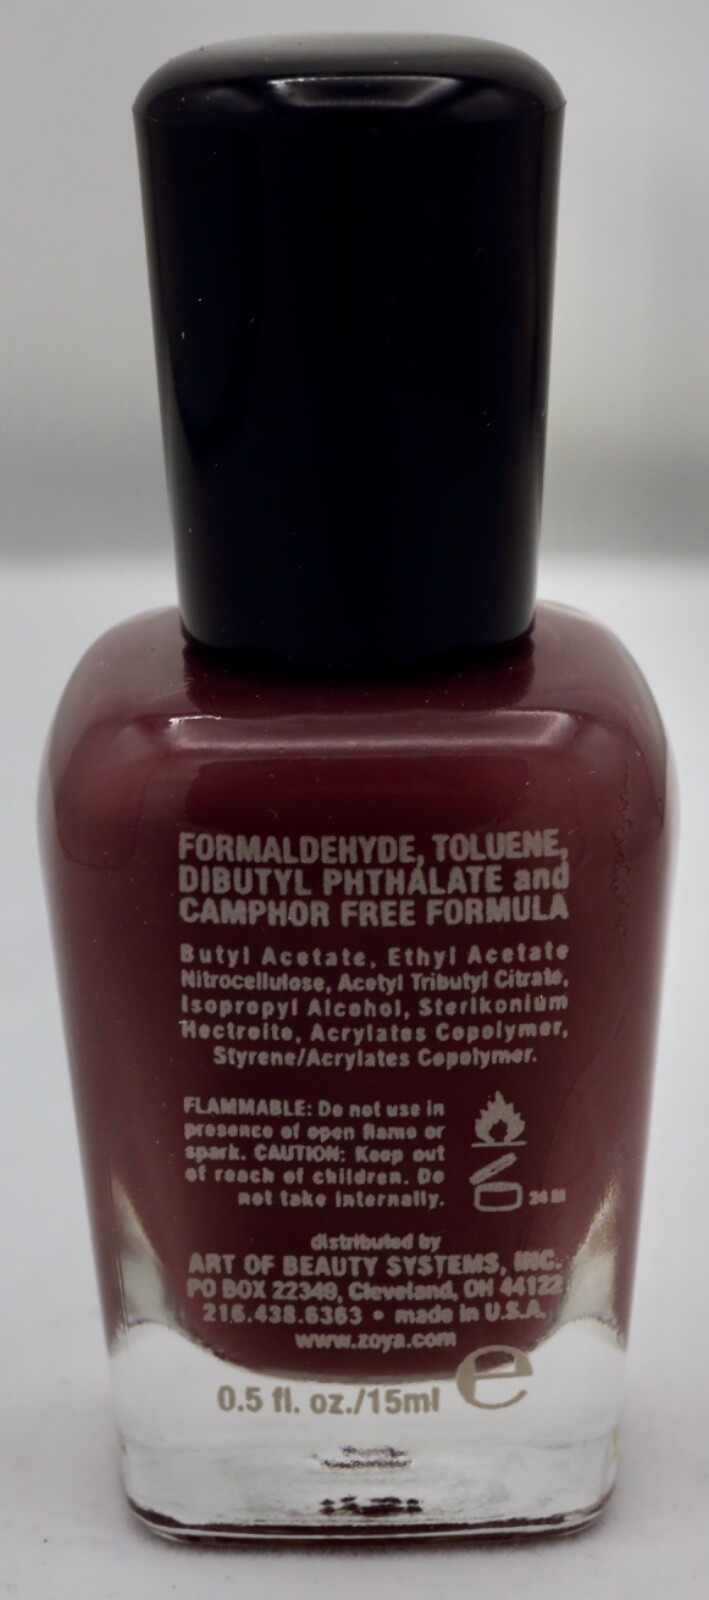 FORMALDEHYDE, TOLUENE,
DIBUTYL PHTHALATE and
CAMPHOR FREE FORMULA
Butyl Acetate, Ethyl Acetate
Nitrocellulose, Acetyl Tributyl Citrate,
Isopropyl Alcohol, Sterlkonium
Hectroite, Acrylates Copolymer,
Styrene/Acrylates Copolymer.
FLAMMABLE: Do not use in
presence of open flame or
spark. CAUTION: Keep out
of reach of children. Do
not take internally.
24 M
distributed by
ART OF BEAUTY SYSTEMS, INC.
PO BOX 22349, Cleveland, OH 44122
216.438.6363 • made in U.S.A.
www.zoya.com
0.5 fl. oz./15ml e